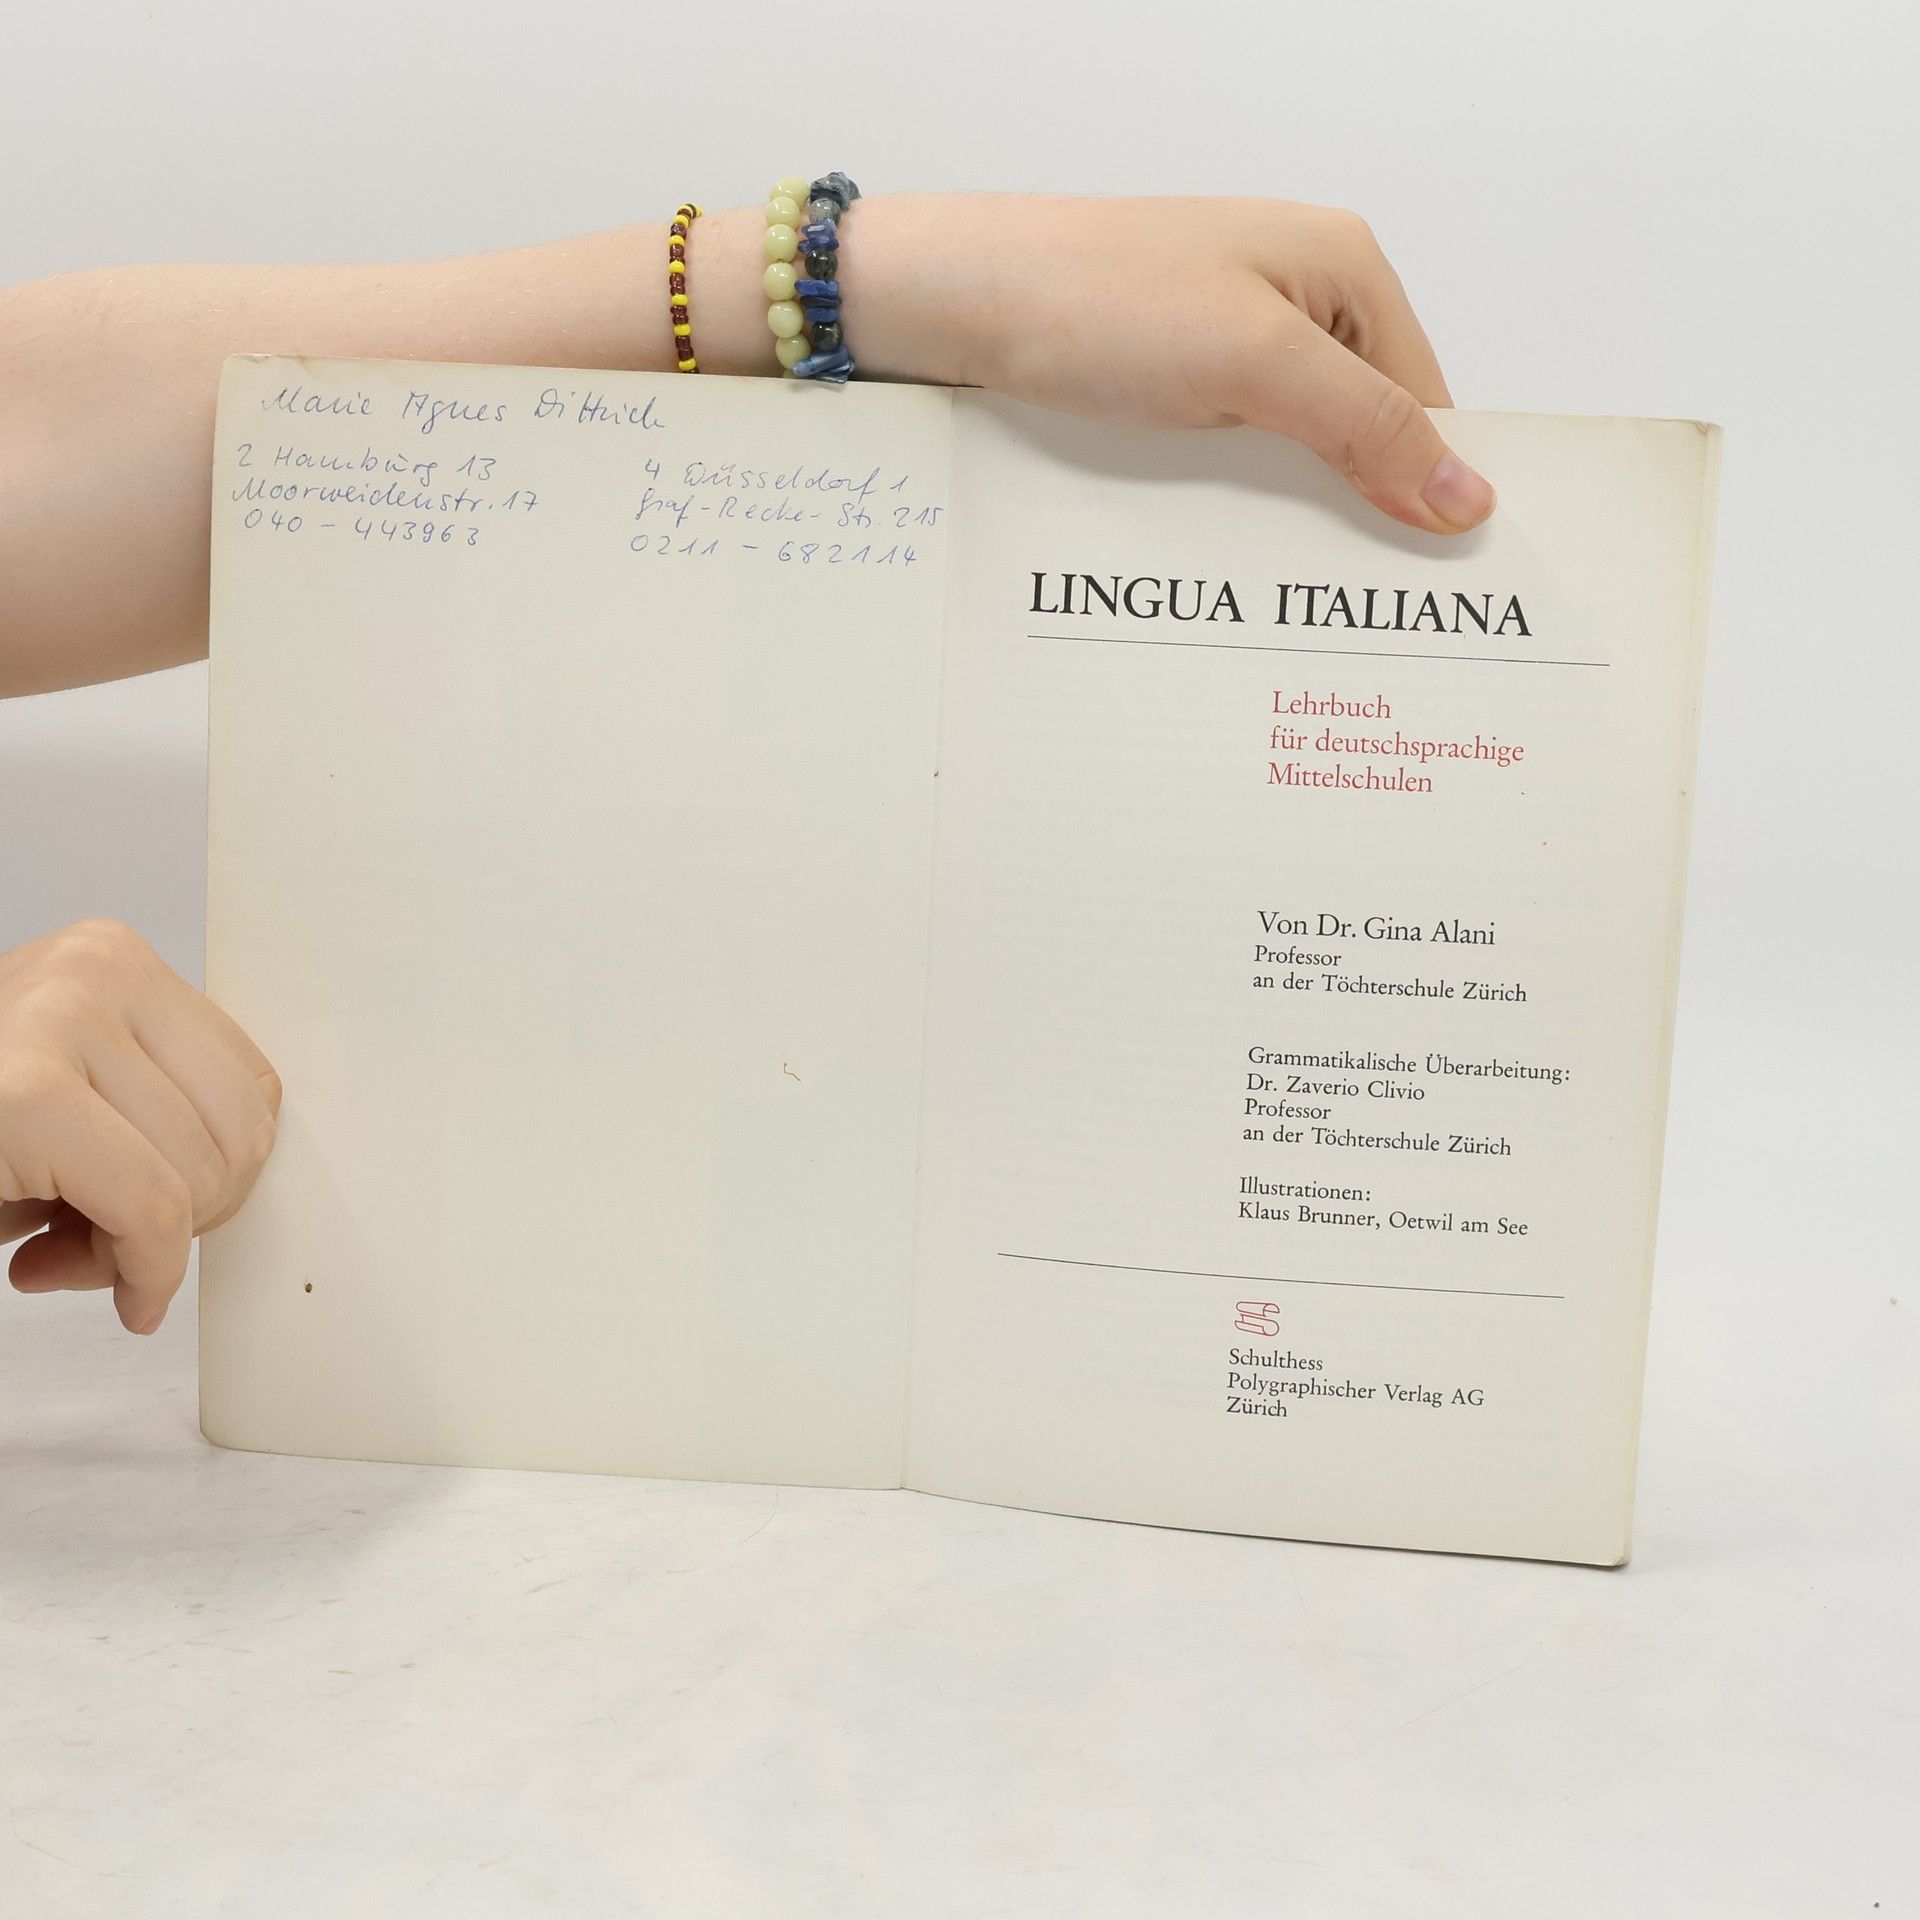 Marie Agnes Dittrich
2 Hamburg 13
Moorweidenstr. 17
040 - 443963
4 Düsseldorf 1
Graf-Recke-Str. 215
0211 - 682114
LINGUA ITALIANA
Lehrbuch
für deutschsprachige
Mittelschulen
Von Dr. Gina Alani
Professor
an der Töchterschule Zürich
Grammatikalische Überarbeitung:
Dr. Zaverio Clivio
Professor
an der Töchterschule Zürich
Illustrationen:
Klaus Brunner, Oetwil am See
Schulthess
Polygraphischer Verlag AG
Zürich